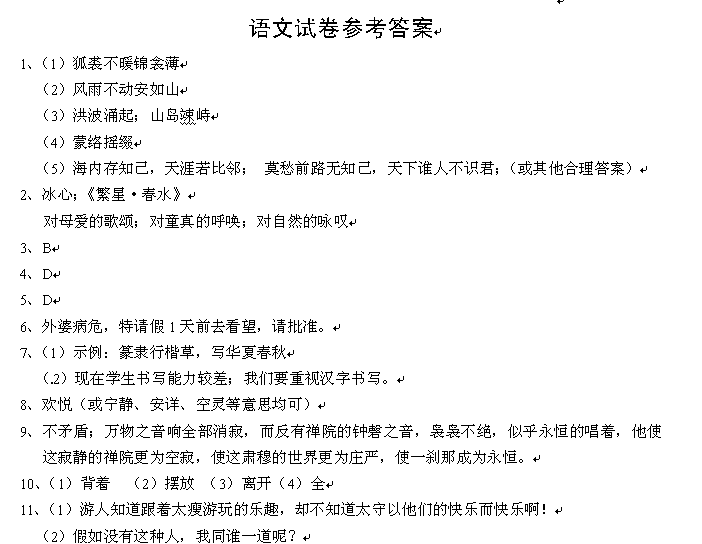 语文试卷参考答案
1、（1）狐裘不暖锦衾薄
（2）风雨不动安如山
（3）洪波涌起；山岛竦峙
（4）蒙络摇缀
（5）海内存知己，天涯若比邻； 莫愁前路无知己，天下谁人不识君；（或其他合理答案）
2、冰心；《繁星·春水》
对母爱的歌颂；对童真的呼唤；对自然的咏叹
3、B
4、D
5、D
6、外婆病危，特请假 1 天前去看望，请批准。
7、（1）示例：篆隶行楷草，写华夏春秋
（.2）现在学生书写能力较差；我们要重视汉字书写。
8、欢悦（或宁静、安详、空灵等意思均可）
9、不矛盾；万物之音响全部消寂，而反有禅院的钟磬之音，袅袅不绝，似乎永恒的唱着，他使
这寂静的禅院更为空寂，使这肃穆的世界更为庄严，使一刹那成为永恒。
10、（1）背着 （2）摆放 （3）离开（4）全
11、（1）游人知道跟着太瘦游玩的乐趣，却不知道太守以他们的快乐而快乐啊！
（2）假如没有这种人，我同谁一道呢？